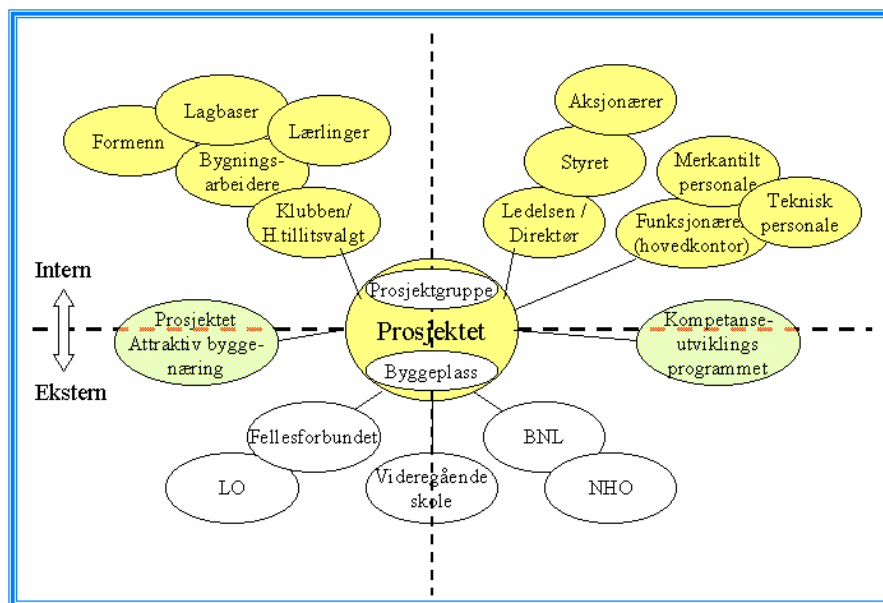 Aksjonærer
Lagbaser
Lærlinger
Formenn
Bygnings-
arbeidere
Styret
Merkantilt
personale
Teknisk
personale
Klubben/
H.tillitsvalgt
Ledelsen /
Direktør
Funksjonærer
(hovedkontor)
Intern
Prosjektgruppe
Prosjektet
Attraktiv bygge-
næring
Prosjektet
Kompetanse-
utviklings
programmet
Ekstern
Byggeplass
Fellesforbundet
BNL
LO
Videregående
skole
NHO